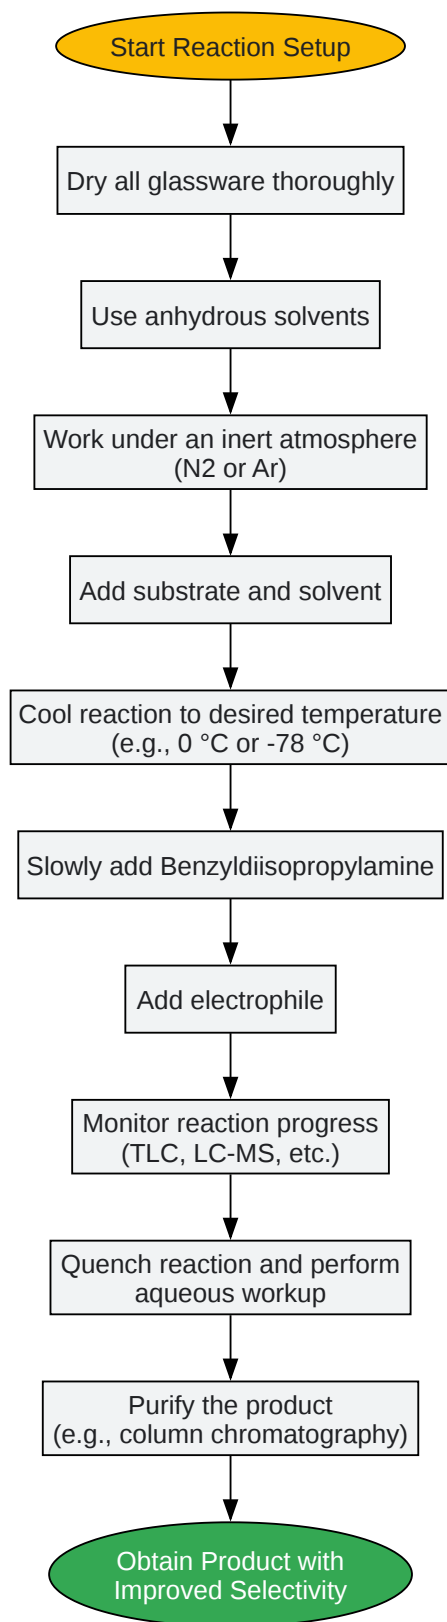 Start Reaction Setup
Dry all glassware thoroughly
Use anhydrous solvents
Work under an inert atmosphere
(N2 or Ar)
Add substrate and solvent
Cool reaction to desired temperature
(e.g., 0 °C or -78 °C)
Slowly add Benzyldiisopropylamine
Add electrophile
Monitor reaction progress
(TLC, LC-MS, etc.)
Quench reaction and perform
aqueous workup
Purify the product
(e.g., column chromatography)
Obtain Product with
Improved Selectivity